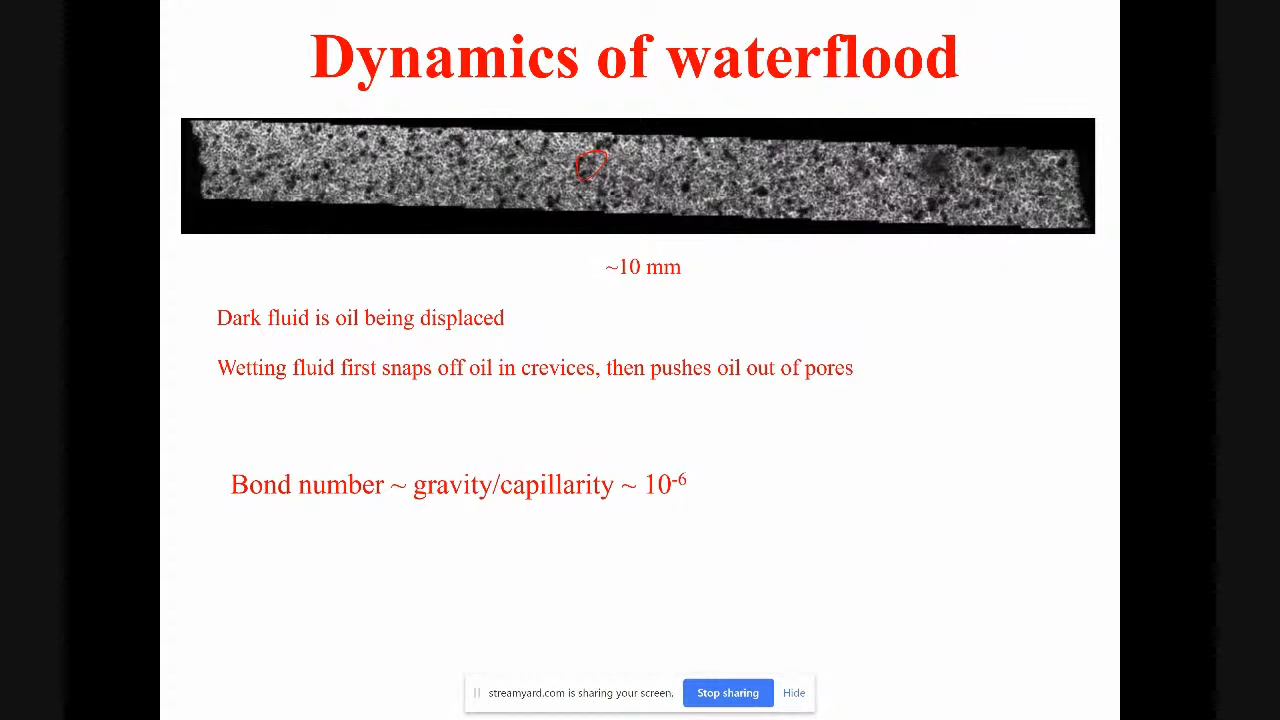 Dynamics of waterflood
~10 mm
Dark fluid is oil being displaced
Wetting fluid first snaps off oil in crevices, then pushes oil out of pores
Bond number ~ gravity/capillarity ~ 10⁻⁶
streamyard.com is sharing your screen. Stop sharing Hide